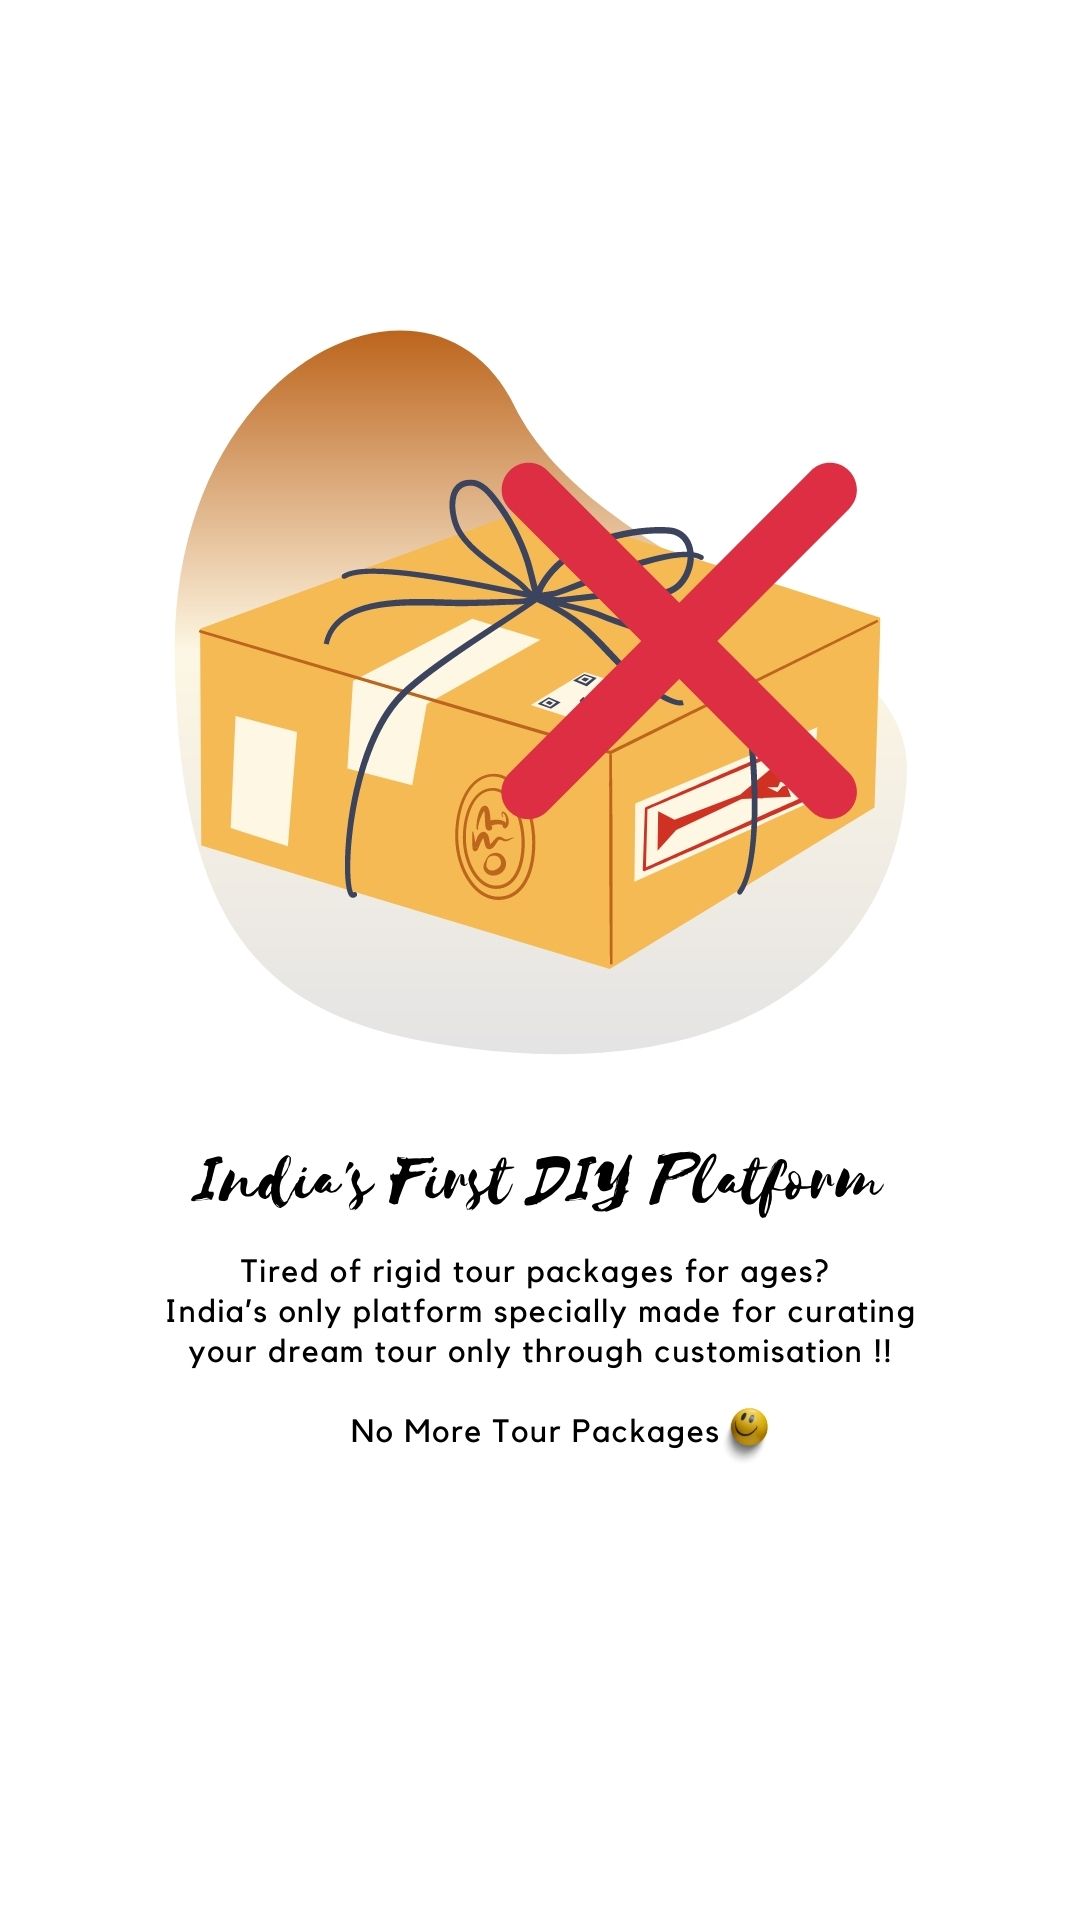 India's First DIY Platform
Tired of rigid tour packages for ages?
India's only platform specially made for curating
your dream tour only through customisation !!
No More Tour Packages